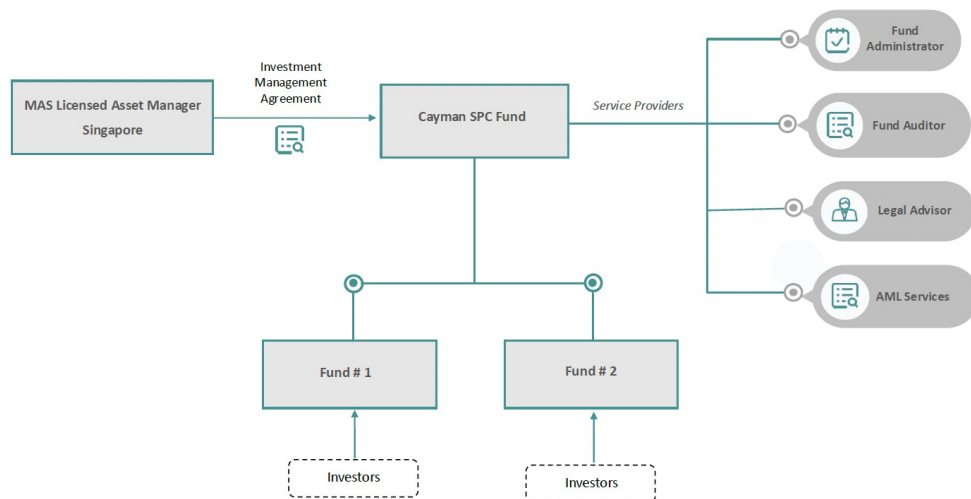 MAS Licensed Asset Manager
Singapore
Investment
Management
Agreement
Cayman SPC Fund
Service Providers
Fund
Administrator
Fund Auditor
Legal Advisor
AML Services
Fund # 1
Fund # 2
Investors
Investors